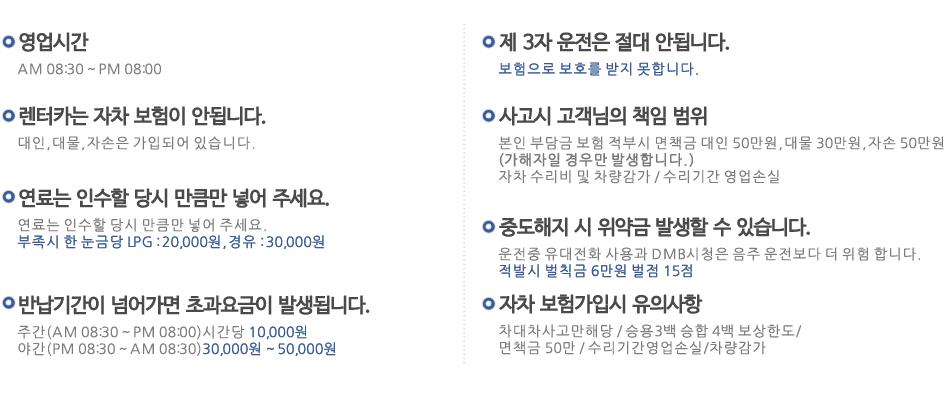 영업시간
AM 08:30 ~ PM 08:00
렌터카는 자차 보험이 안됩니다.
대인, 대물, 자손은 가입되어 있습니다.
연료는 인수할 당시 만큼만 넣어 주세요.
연료는 인수할 당시 만큼만 넣어 주세요.
부족시 한 눈금당 LPG : 20,000원, 경유 : 30,000원
반납기간이 넘어가면 초과요금이 발생됩니다.
주간(AM 08:30 ~ PM 08:00)시간당 10,000원
야간(PM 08:30 ~ AM 08:30)30,000원 ~ 50,000원
제 3자 운전은 절대 안됩니다.
보험으로 보호를 받지 못합니다.
사고시 고객님의 책임 범위
본인 부담금 보험 적부시 면책금 대인 50만원, 대물 30만원, 자손 50만원
(가해자일 경우만 발생합니다.)
자차 수리비 및 차량감가 / 수리기간 영업손실
중도해지 시 위약금 발생할 수 있습니다.
운전중 유대전화 사용과 DMB시청은 음주 운전보다 더 위험 합니다.
적발시 벌칙금 6만원 벌점 15점
자차 보험가입시 유의사항
차대차사고만해당 / 승용3백 승합 4백 보상한도/
면책금 50만 / 수리기간영업손실/차량감가